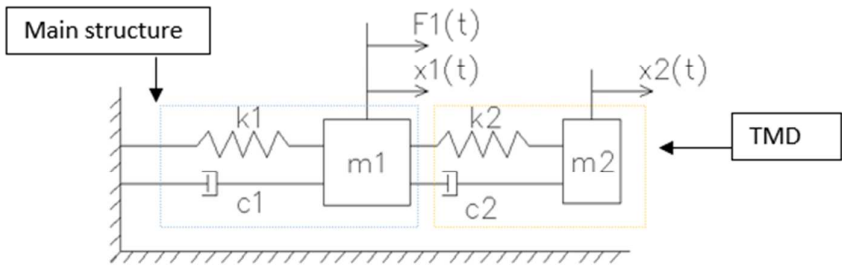 Main structure
F1(t)
x1(t)
x2(t)
k1
k2
m1
m2
c1
c2
TMD